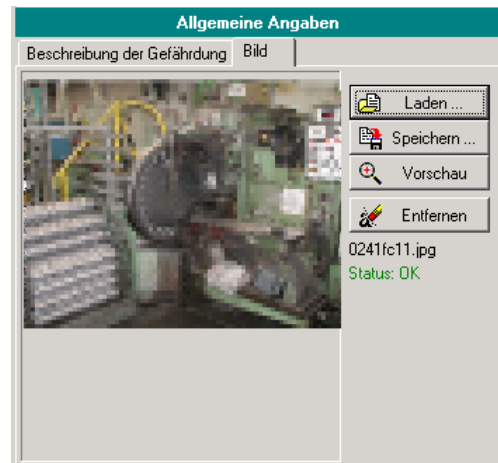 Allgemeine Angaben
Beschreibung der Gefährdung
Bild
Laden ...
Speichern ...
Vorschau
Entfernen
0241fc11.jpg
Status: OK